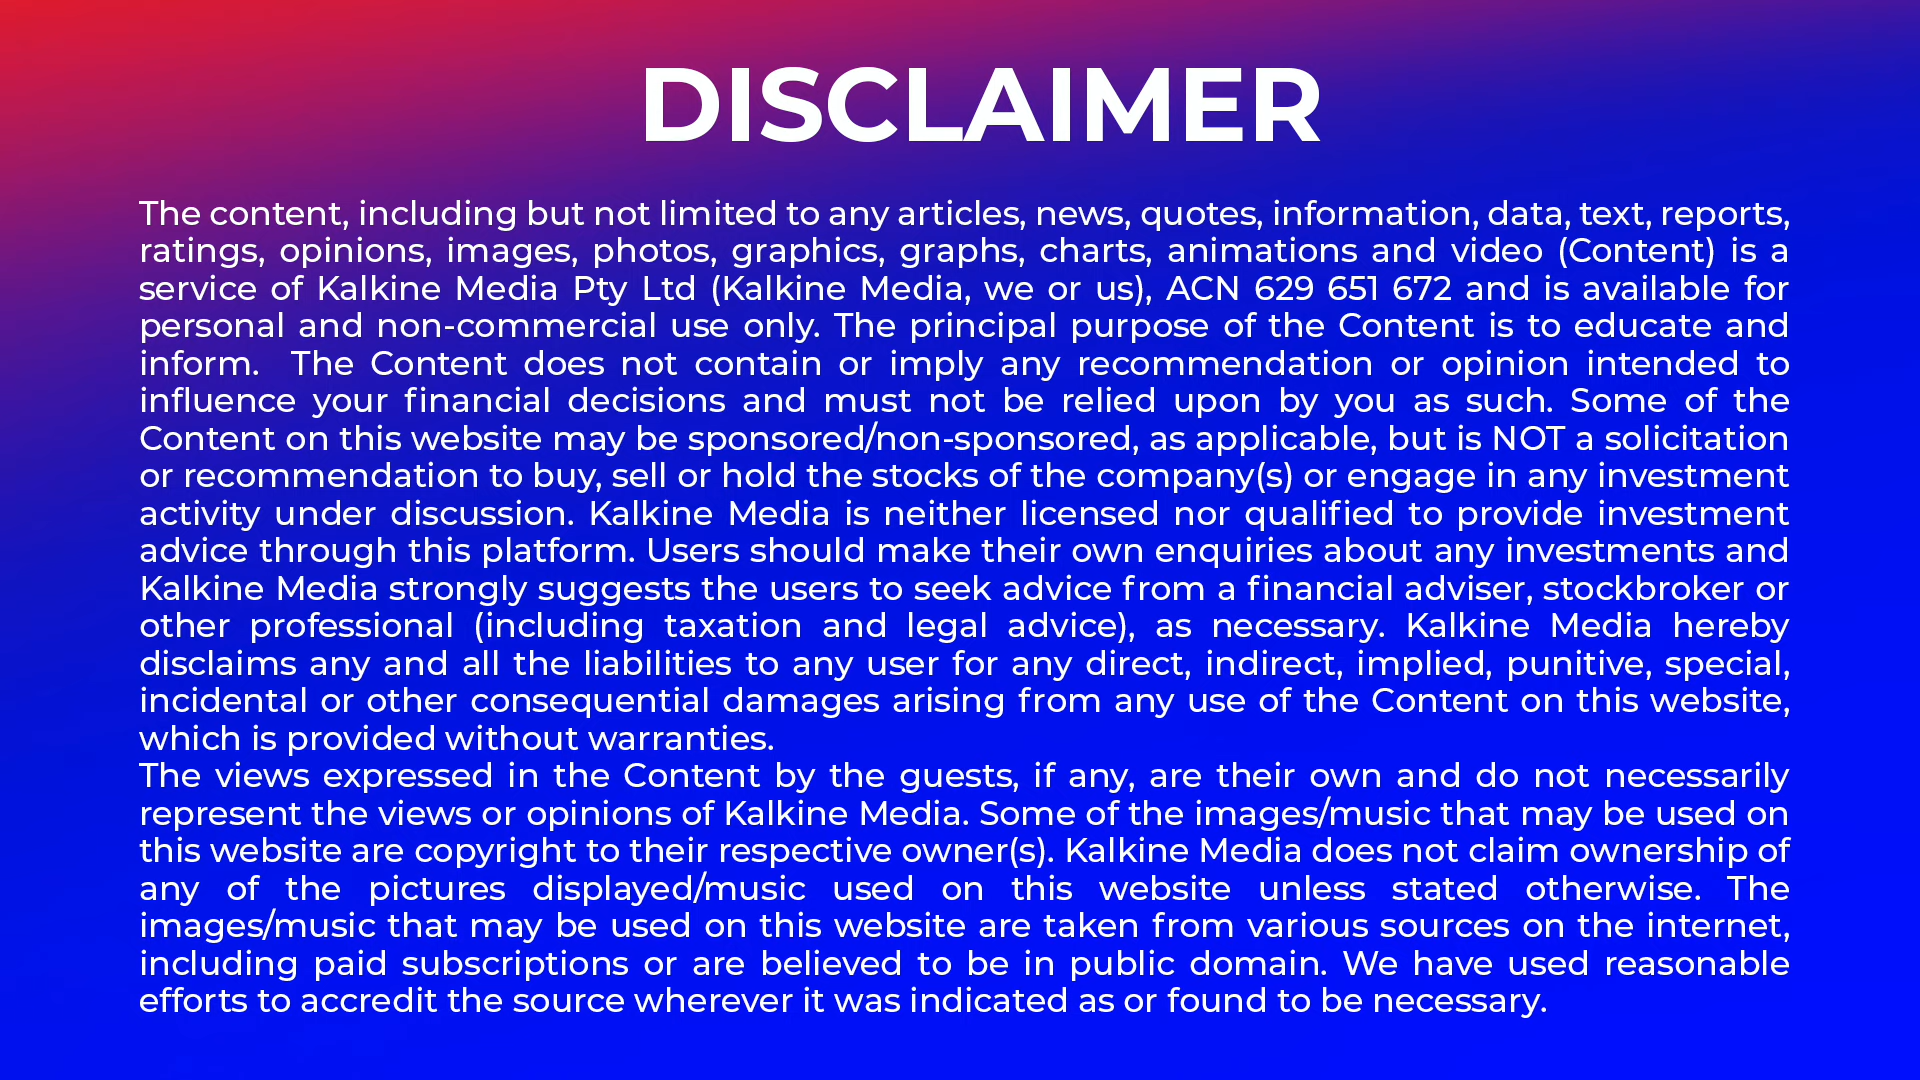 DISCLAIMER
The content, including but not limited to any articles, news, quotes, information, data, text, reports,
ratings, opinions, images, photos, graphics, graphs, charts, animations and video (Content) is a
service of Kalkine Media Pty Ltd (Kalkine Media, we or us), ACN 629 651 672 and is available for
personal and non-commercial use only. The principal purpose of the Content is to educate and
inform.  The Content does not contain or imply any recommendation or opinion intended to
influence your financial decisions and must not be relied upon by you as such. Some of the
Content on this website may be sponsored/non-sponsored, as applicable, but is NOT a solicitation
or recommendation to buy, sell or hold the stocks of the company(s) or engage in any investment
activity under discussion. Kalkine Media is neither licensed nor qualified to provide investment
advice through this platform. Users should make their own enquiries about any investments and
Kalkine Media strongly suggests the users to seek advice from a financial adviser, stockbroker or
other professional (including taxation and legal advice), as necessary. Kalkine Media hereby
disclaims any and all the liabilities to any user for any direct, indirect, implied, punitive, special,
incidental or other consequential damages arising from any use of the Content on this website,
which is provided without warranties.
The views expressed in the Content by the guests, if any, are their own and do not necessarily
represent the views or opinions of Kalkine Media. Some of the images/music that may be used on
this website are copyright to their respective owner(s). Kalkine Media does not claim ownership of
any of the pictures displayed/music used on this website unless stated otherwise. The
images/music that may be used on this website are taken from various sources on the internet,
including paid subscriptions or are believed to be in public domain. We have used reasonable
efforts to accredit the source wherever it was indicated as or found to be necessary.